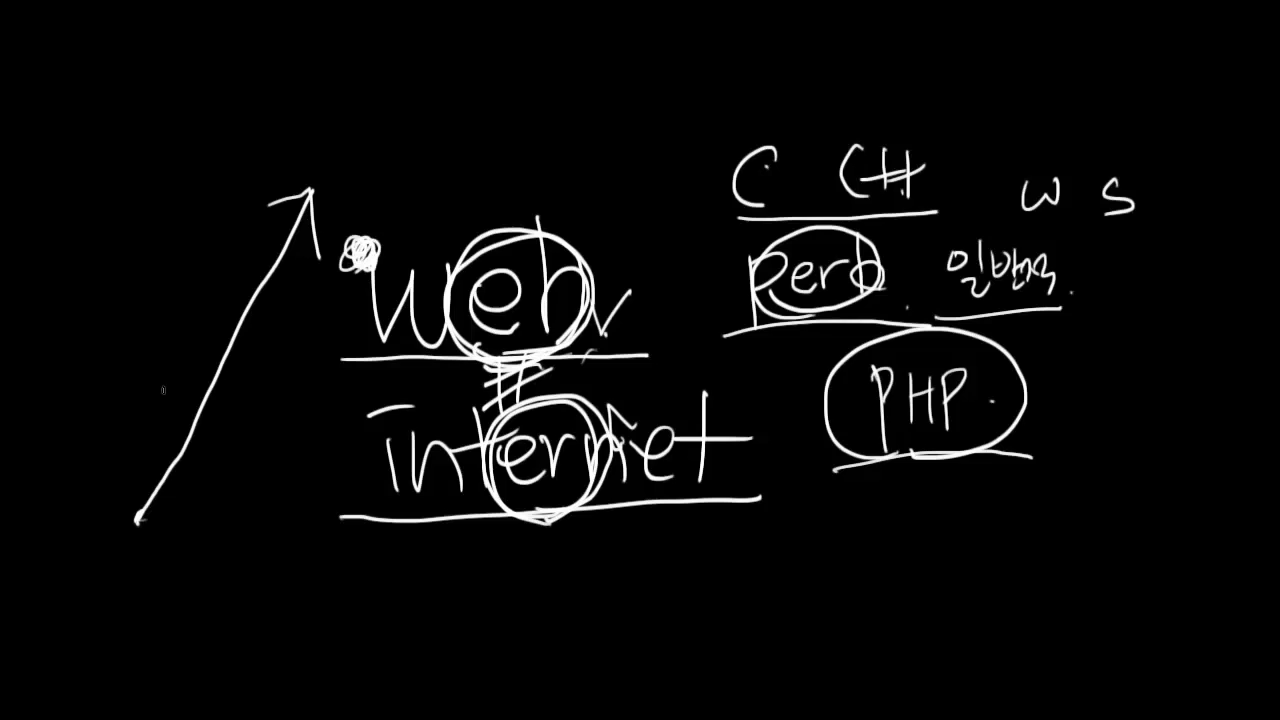 C C++ W S
web
perl 일반적.
internet
PHP.